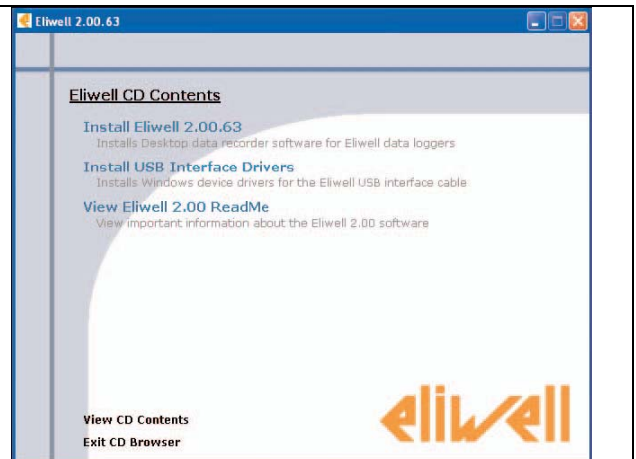 Eliwell 2.00.63
Eliwell CD Contents
Install Eliwell 2.00.63
Installs Desktop data recorder software for Eliwell data loggers
Install USB Interface Drivers
Installs Windows device drivers for the Eliwell USB interface cable
View Eliwell 2.00 ReadMe
View important information about the Eliwell 2.00 software
eliwell
View CD Contents
Exit CD Browser